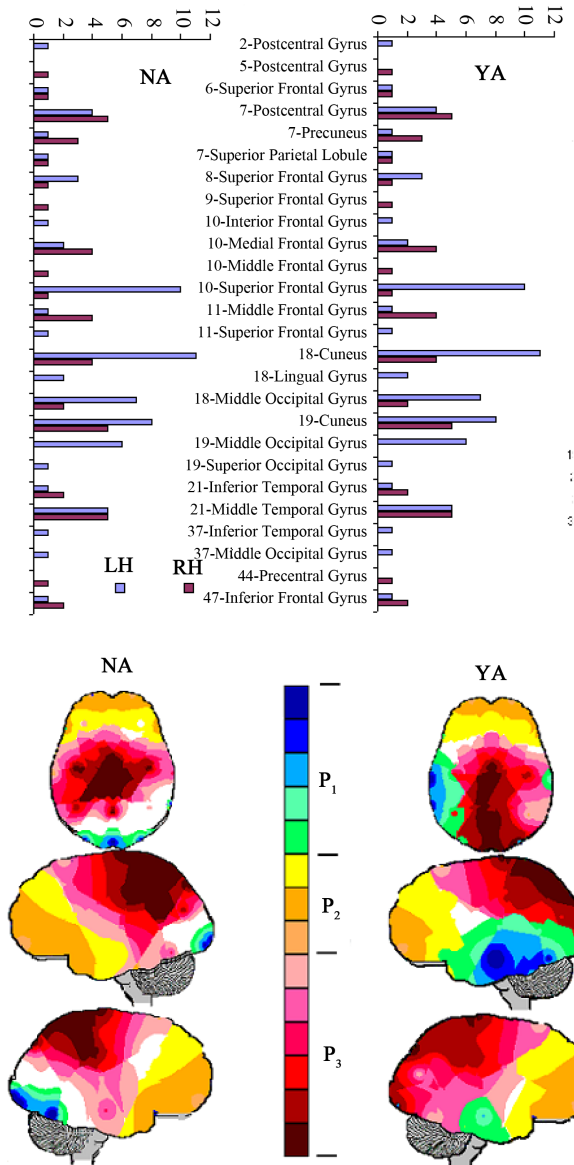 0 2 4 6 8 10 12
0 2 4 6 8 10 12
NA
YA
2-Postcentral Gyrus
5-Postcentral Gyrus
6-Superior Frontal Gyrus
7-Postcentral Gyrus
7-Precuneus
7-Superior Parietal Lobule
8-Superior Frontal Gyrus
9-Superior Frontal Gyrus
10-Interior Frontal Gyrus
10-Medial Frontal Gyrus
10-Middle Frontal Gyrus
10-Superior Frontal Gyrus
11-Middle Frontal Gyrus
11-Superior Frontal Gyrus
18-Cuneus
18-Lingual Gyrus
18-Middle Occipital Gyrus
19-Cuneus
19-Middle Occipital Gyrus
19-Superior Occipital Gyrus
21-Inferior Temporal Gyrus
21-Middle Temporal Gyrus
37-Inferior Temporal Gyrus
37-Middle Occipital Gyrus
44-Precentral Gyrus
47-Inferior Frontal Gyrus
LH RH
NA
YA
P1
P2
P3